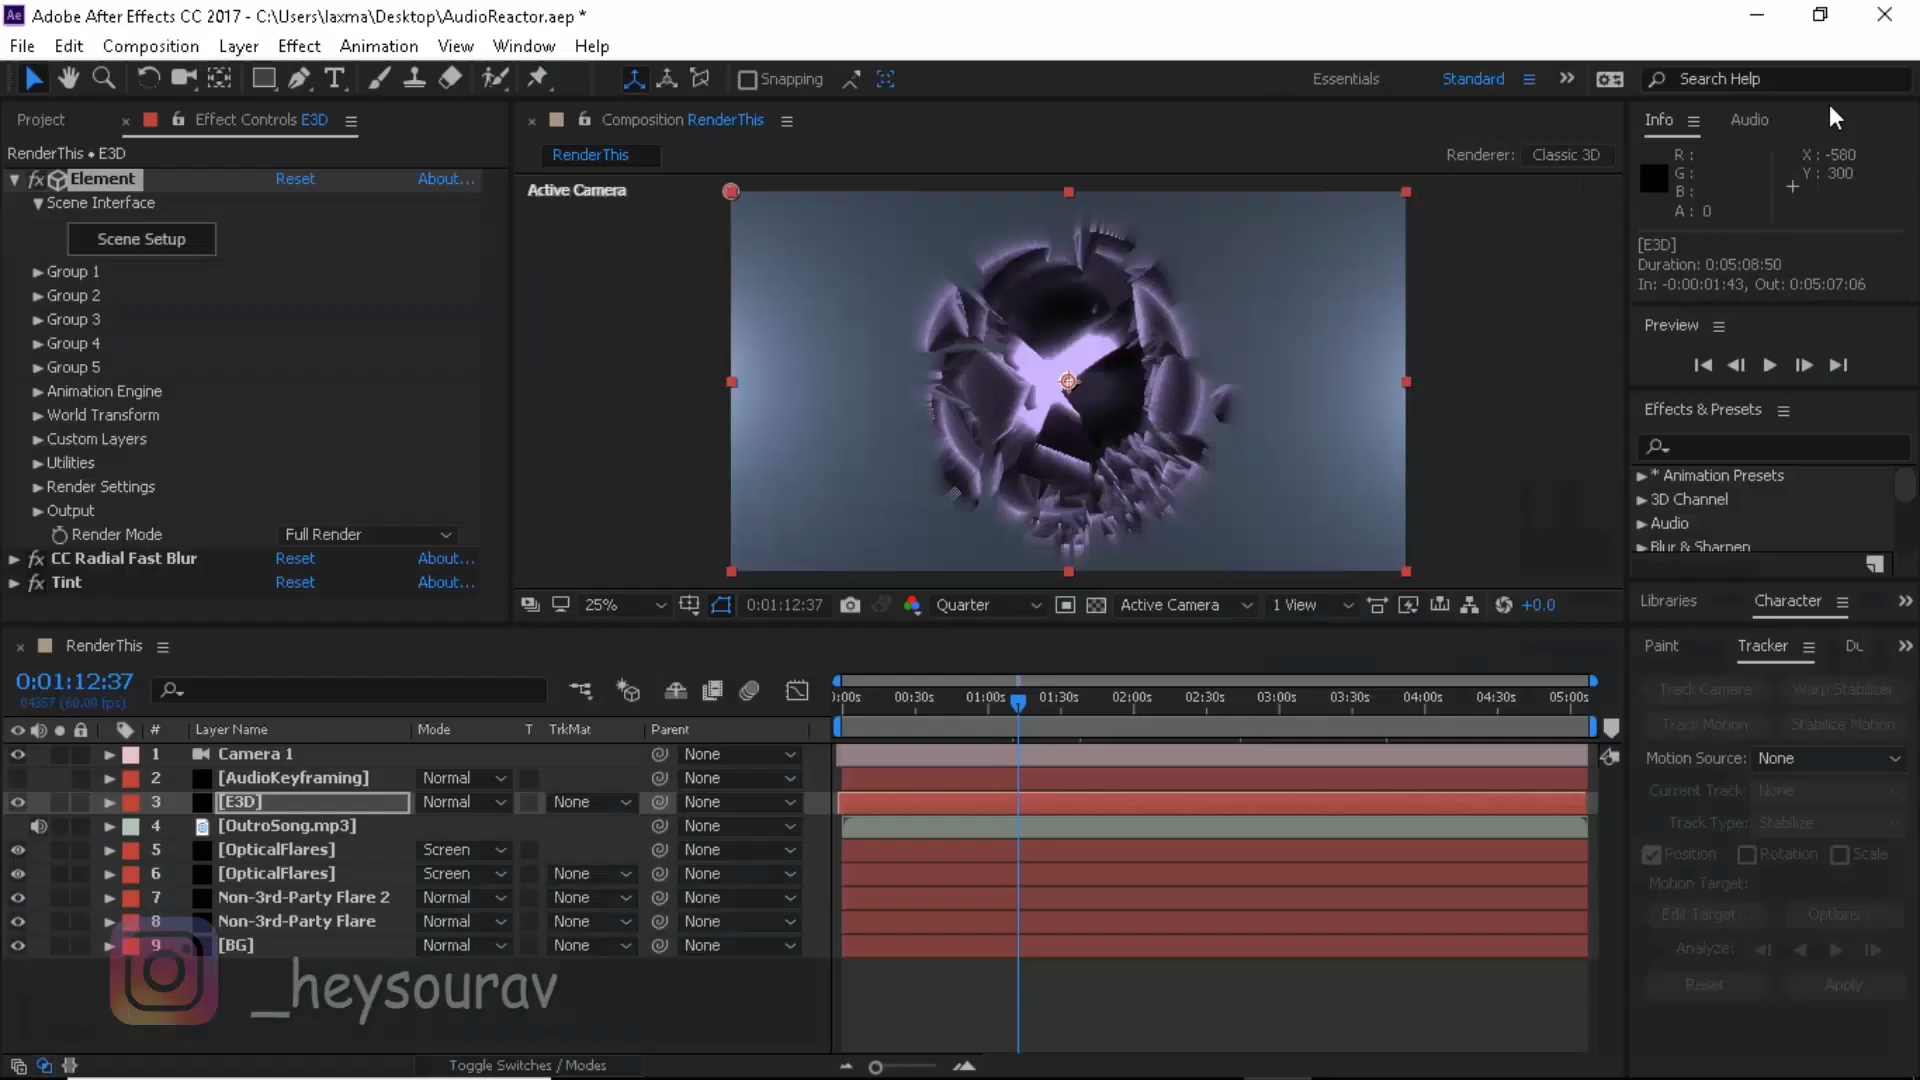 Ae Adobe After Effects CC 2017 - C:\Users\laxma\Desktop\AudioReactor.aep *
File Edit Composition Layer Effect Animation View Window Help
Snapping Essentials Standard Search Help
Project Effect Controls E3D
RenderThis • E3D
Element Reset About...
Scene Interface
Scene Setup
Group 1
Group 2
Group 3
Group 4
Group 5
Animation Engine
World Transform
Custom Layers
Utilities
Render Settings
Output
Render Mode Full Render
fx CC Radial Fast Blur Reset About...
fx Tint Reset About...
Composition RenderThis
RenderThis Renderer: Classic 3D
Active Camera
25% 0:01:12:37 Quarter Active Camera 1 View +0.0
Info Audio
R : X : -580
G : Y : 300
B :
A : 0
[E3D]
Duration: 0:05:08:50
In: -0:00:01:43, Out: 0:05:07:06
Preview
Effects & Presets
* Animation Presets
3D Channel
Audio
Blur & Sharpen
Libraries Character
Paint Tracker Du
Track Camera Warp Stabilizer
Track Motion Stabilize Motion
Motion Source: None
Current Track: None
Track Type: Stabilize
Position Rotation Scale
Motion Target:
Edit Target... Options...
Analyze:
Reset Apply
RenderThis
0:01:12:37
04357 (60.00 fps)
:00s 00:30s 01:00s 01:30s 02:00s 02:30s 03:00s 03:30s 04:00s 04:30s 05:00s
# Layer Name Mode T TrkMat Parent
1 Camera 1 None
2 [AudioKeyframing] Normal None
3 [E3D] Normal None None
4 [OutroSong.mp3] None
5 [OpticalFlares] Screen None
6 [OpticalFlares] Screen None None
7 Non-3rd-Party Flare 2 Normal None None
8 Non-3rd-Party Flare Normal None None
9 [BG] Normal None None
_heysourav
Toggle Switches / Modes